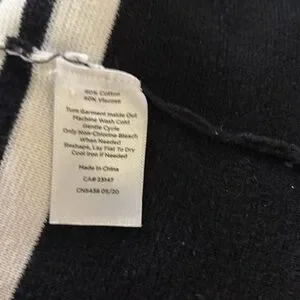 60% Cotton
40% Viscose
Turn Garment Inside Out
Machine Wash Cold
Gentle Cycle
Only Non-Chlorine Bleach
When Needed
Reshape, Lay Flat To Dry
Cool Iron if Needed
Made in China
CA# 23147
CN5438 05/20